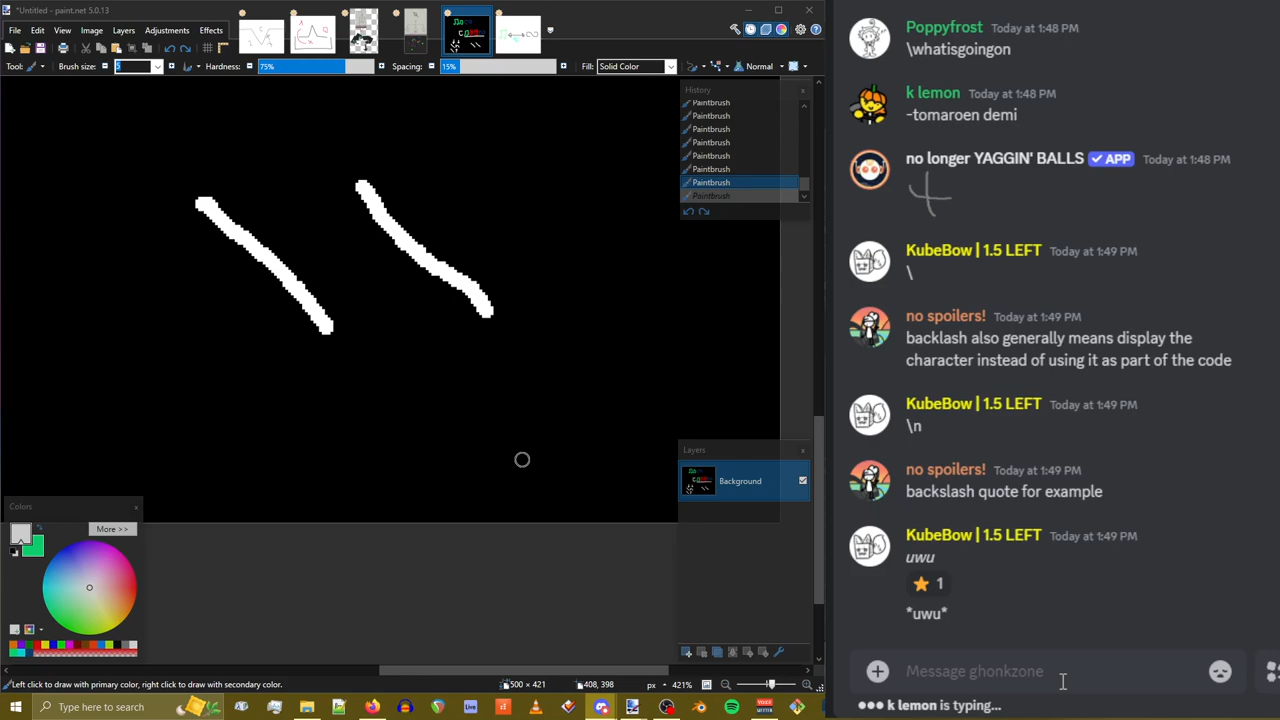 *Untitled - paint.net 5.0.13
File Edit View Image Layers Adjustments Effects
Tool: Brush size: 5 Hardness: 75% Spacing: 15% Fill: Solid Color Normal
History
Paintbrush
Paintbrush
Paintbrush
Paintbrush
Paintbrush
Paintbrush
Paintbrush
Paintbrush
Layers
Background
Colors
More >>
Left click to draw with primary color, right click to draw with secondary color.
500 × 421
408, 398
px
421%
Type here to search
Poppyfrost Today at 1:48 PM
\whatisgoingon
k lemon Today at 1:48 PM
-tomaroen demi
no longer YAGGIN' BALLS ✓ APP Today at 1:48 PM
KubeBow | 1.5 LEFT Today at 1:49 PM
\
no spoilers! Today at 1:49 PM
backlash also generally means display the
character instead of using it as part of the code
KubeBow | 1.5 LEFT Today at 1:49 PM
\n
no spoilers! Today at 1:49 PM
backslash quote for example
KubeBow | 1.5 LEFT Today at 1:49 PM
uwu
1
*uwu*
Message ghonkzone
k lemon is typing...